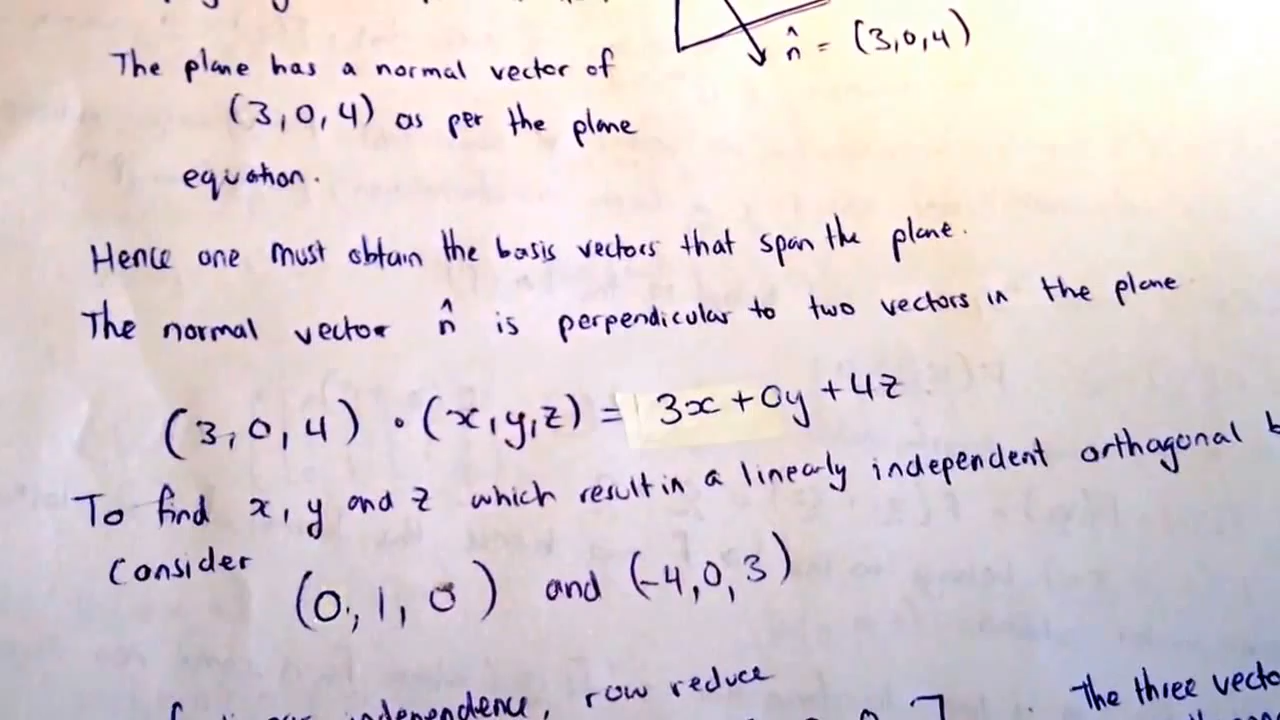 n̂ = (3,0,4)
The plane has a normal vector of
(3,0,4) as per the plane
equation.
Hence one must obtain the basis vectors that span the plane.
The normal vector n̂ is perpendicular to two vectors in the plane
(3,0,4) • (x,y,z) = 3x+0y+4z
To find x, y and z which result in a linearly independent orthagonal b
Consider
(0,1,0) and (-4,0,3)
independence, row reduce
The three vecto